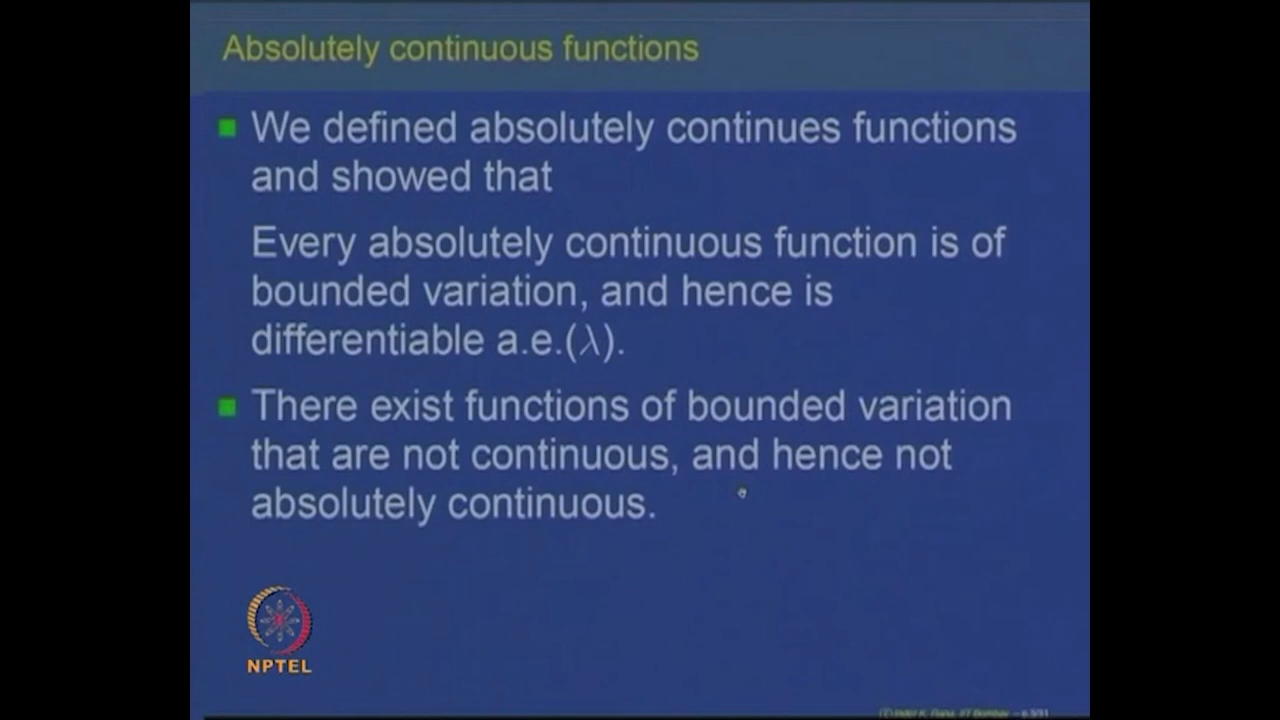 Absolutely continuous functions
We defined absolutely continues functions
and showed that
Every absolutely continuous function is of
bounded variation, and hence is
differentiable a.e.(λ).
There exist functions of bounded variation
that are not continuous, and hence not
absolutely continuous.
NPTEL